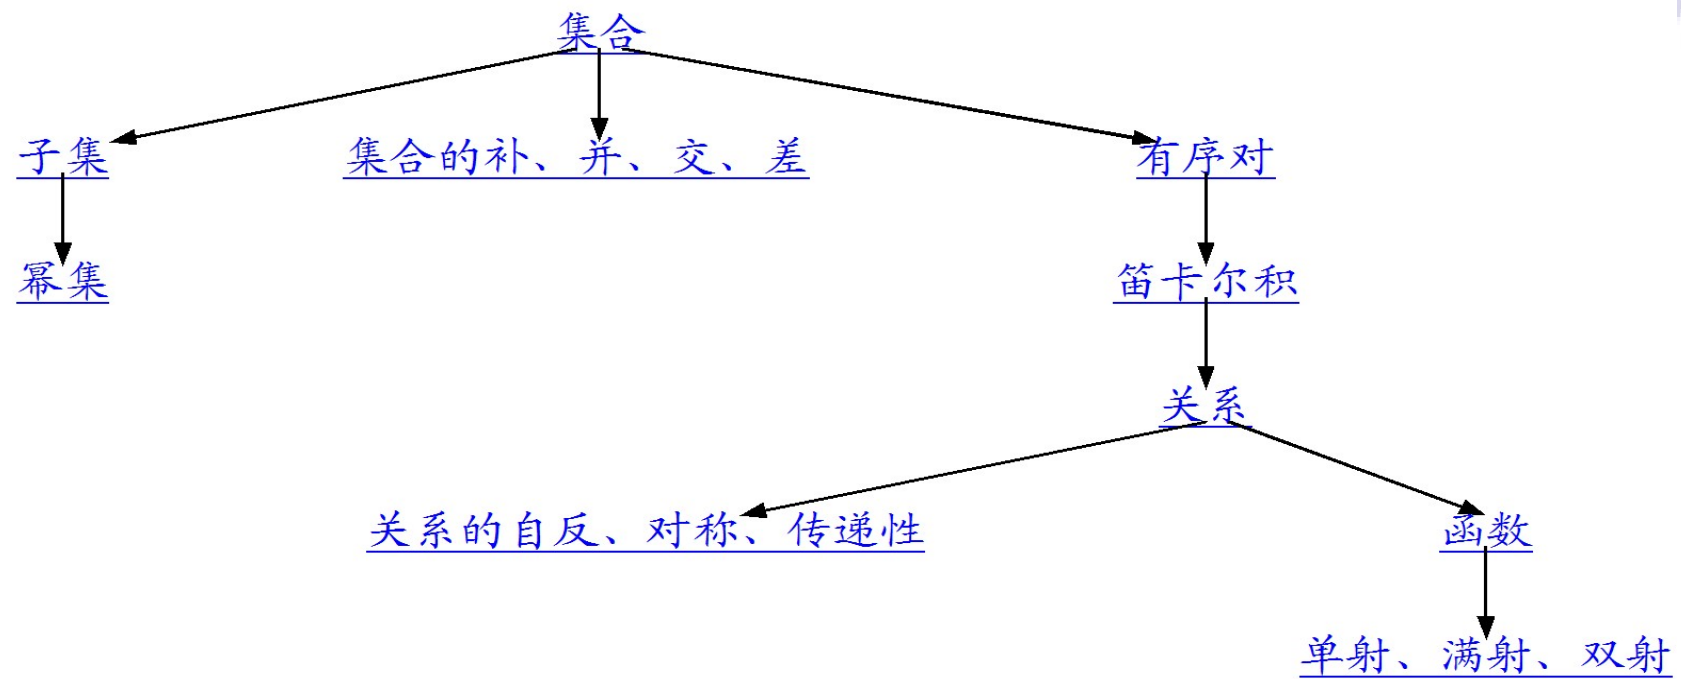 集合
子集 集合的补、并、交、差 有序对
幂集 笛卡尔积
关系
关系的自反、对称、传递性 函数
单射、满射、双射